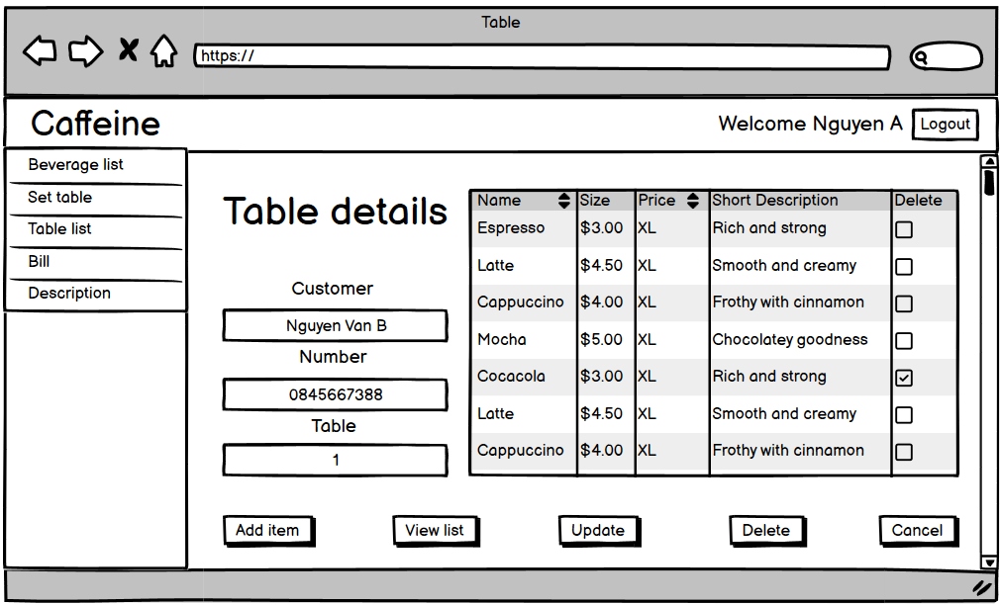 Table
https://
Caffeine
Welcome Nguyen A Logout
Beverage list
Set table
Table list
Bill
Description
Table details
Customer
Nguyen Van B
Number
0845667388
Table
1
Name Size Price Short Description Delete
Espresso $3.00 XL Rich and strong
Latte $4.50 XL Smooth and creamy
Cappuccino $4.00 XL Frothy with cinnamon
Mocha $5.00 XL Chocolatey goodness
Cocacola $3.00 XL Rich and strong
Latte $4.50 XL Smooth and creamy
Cappuccino $4.00 XL Frothy with cinnamon
Add item View list Update Delete Cancel